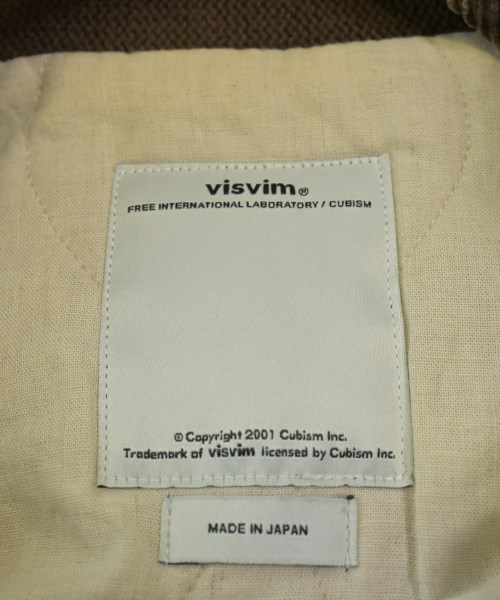 visvim®
FREE INTERNATIONAL LABORATORY / CUBISM
© Copyright 2001 Cubism Inc.
Trademark of visvim licensed by Cubism Inc.
MADE IN JAPAN